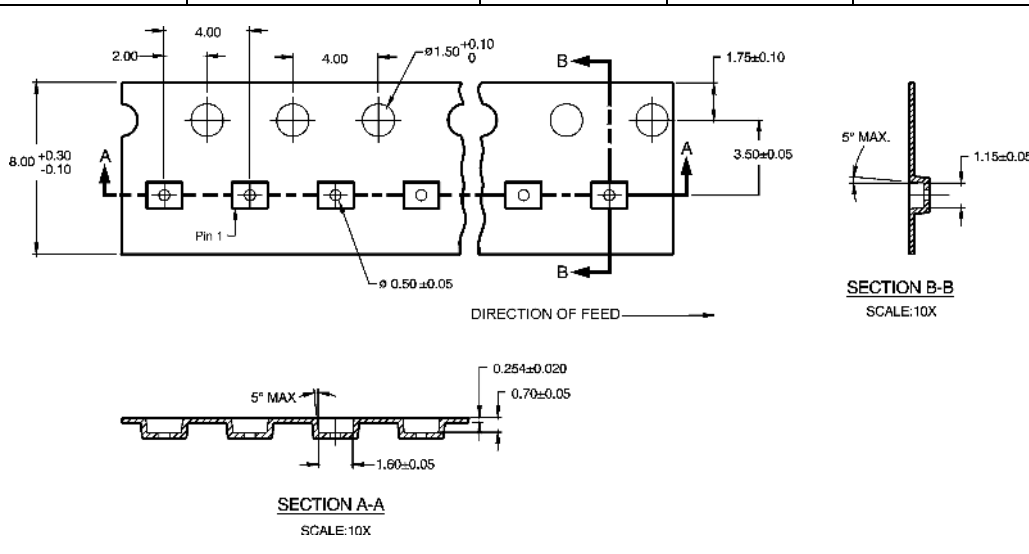 4.00
2.00
4.00
ø1.50 +0.10 0
B
1.75±0.10
8.00 +0.30 -0.10
A
A
3.50±0.05
5° MAX.
1.15±0.05
Pin 1
ø 0.50±0.05
B
SECTION B-B
SCALE:10X
DIRECTION OF FEED
0.254±0.020
5° MAX
0.70±0.05
1.60±0.05
SECTION A-A
SCALE:10X